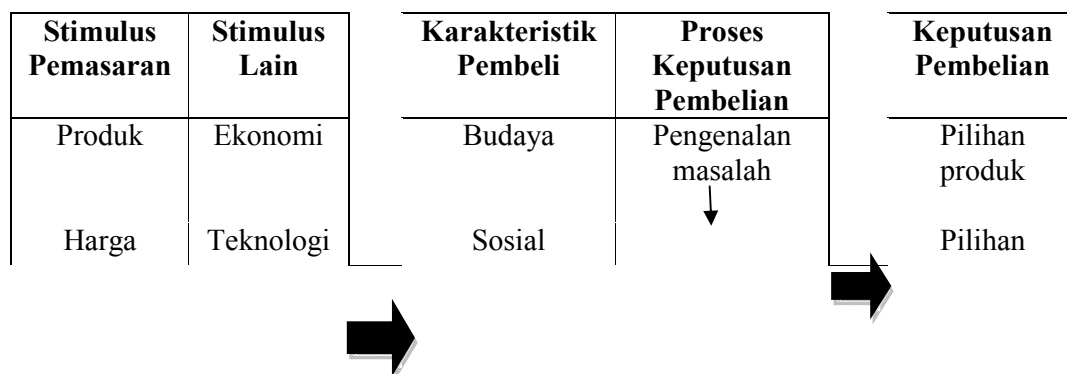 Stimulus Pemasaran
Stimulus Lain
Karakteristik Pembeli
Proses Keputusan Pembelian
Keputusan Pembelian
Produk
Ekonomi
Budaya
Pengenalan masalah
Pilihan produk
Harga
Teknologi
Sosial
Pilihan